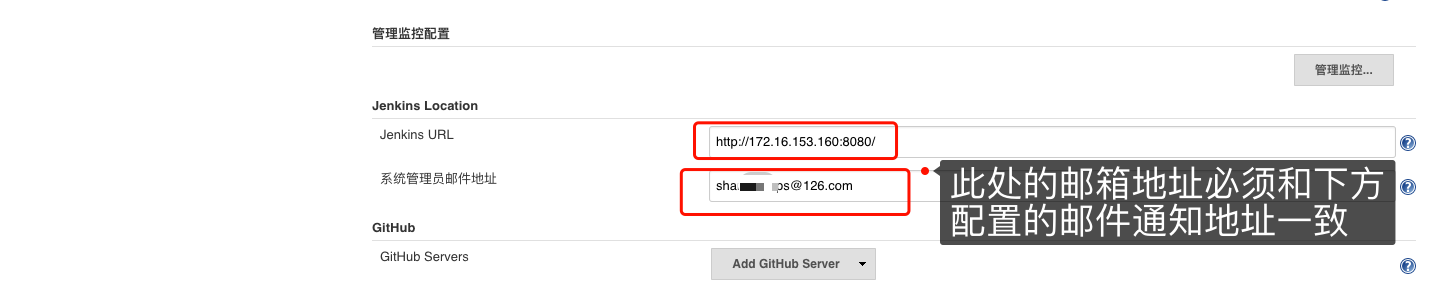 管理监控配置
管理监控...
Jenkins Location
Jenkins URL
http://172.16.153.160:8080/
系统管理员邮件地址
sha ps@126.com
此处的邮箱地址必须和下方
配置的邮件通知地址一致
GitHub
GitHub Servers
Add GitHub Server